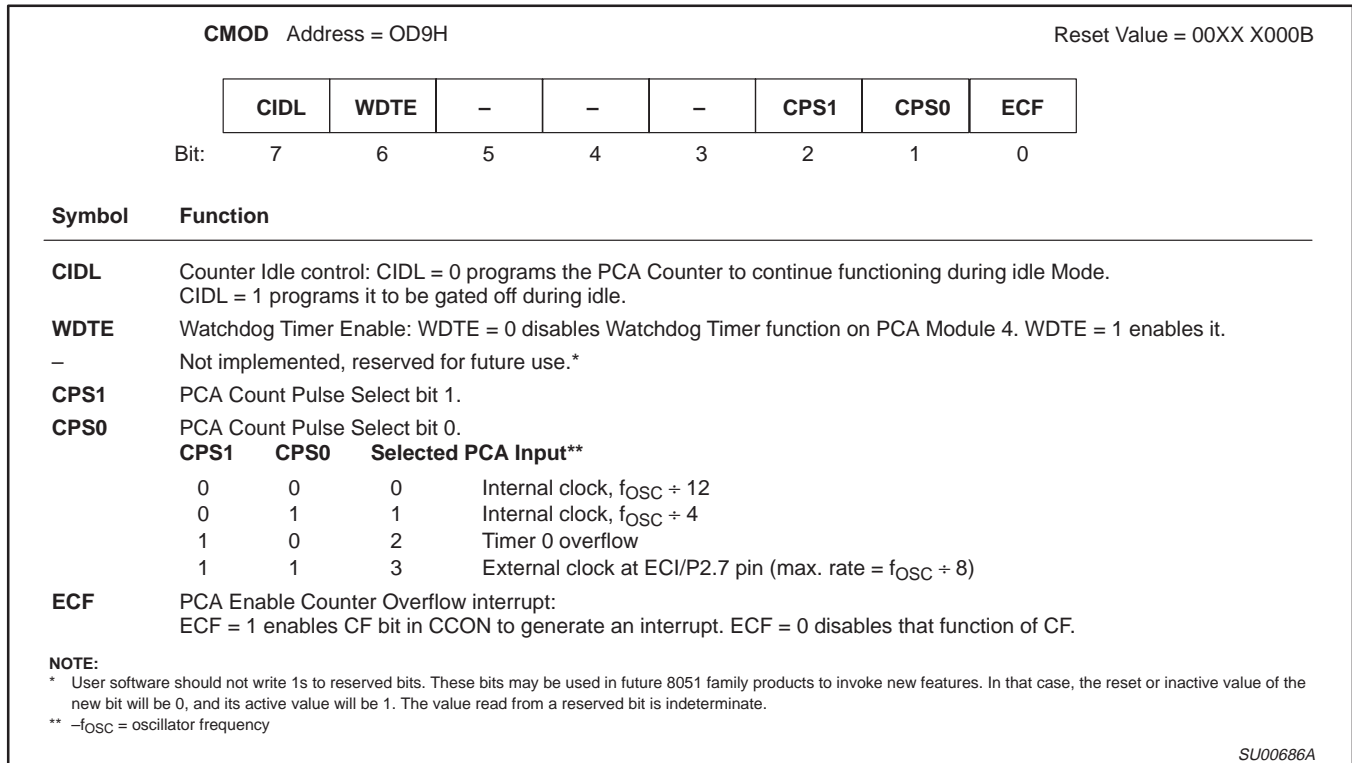 CMOD Address = OD9H Reset Value = 00XX X000B
CIDL WDTE – – – CPS1 CPS0 ECF
Bit: 7 6 5 4 3 2 1 0
Symbol Function
CIDL Counter Idle control: CIDL = 0 programs the PCA Counter to continue functioning during idle Mode.
CIDL = 1 programs it to be gated off during idle.
WDTE Watchdog Timer Enable: WDTE = 0 disables Watchdog Timer function on PCA Module 4. WDTE = 1 enables it.
– Not implemented, reserved for future use.*
CPS1 PCA Count Pulse Select bit 1.
CPS0 PCA Count Pulse Select bit 0.
CPS1 CPS0 Selected PCA Input**
0 0 0 Internal clock, fOSC ÷ 12
0 1 1 Internal clock, fOSC ÷ 4
1 0 2 Timer 0 overflow
1 1 3 External clock at ECI/P2.7 pin (max. rate = fOSC ÷ 8)
ECF PCA Enable Counter Overflow interrupt:
ECF = 1 enables CF bit in CCON to generate an interrupt. ECF = 0 disables that function of CF.
NOTE:
* User software should not write 1s to reserved bits. These bits may be used in future 8051 family products to invoke new features. In that case, the reset or inactive value of the
new bit will be 0, and its active value will be 1. The value read from a reserved bit is indeterminate.
** –fOSC = oscillator frequency
SU00686A